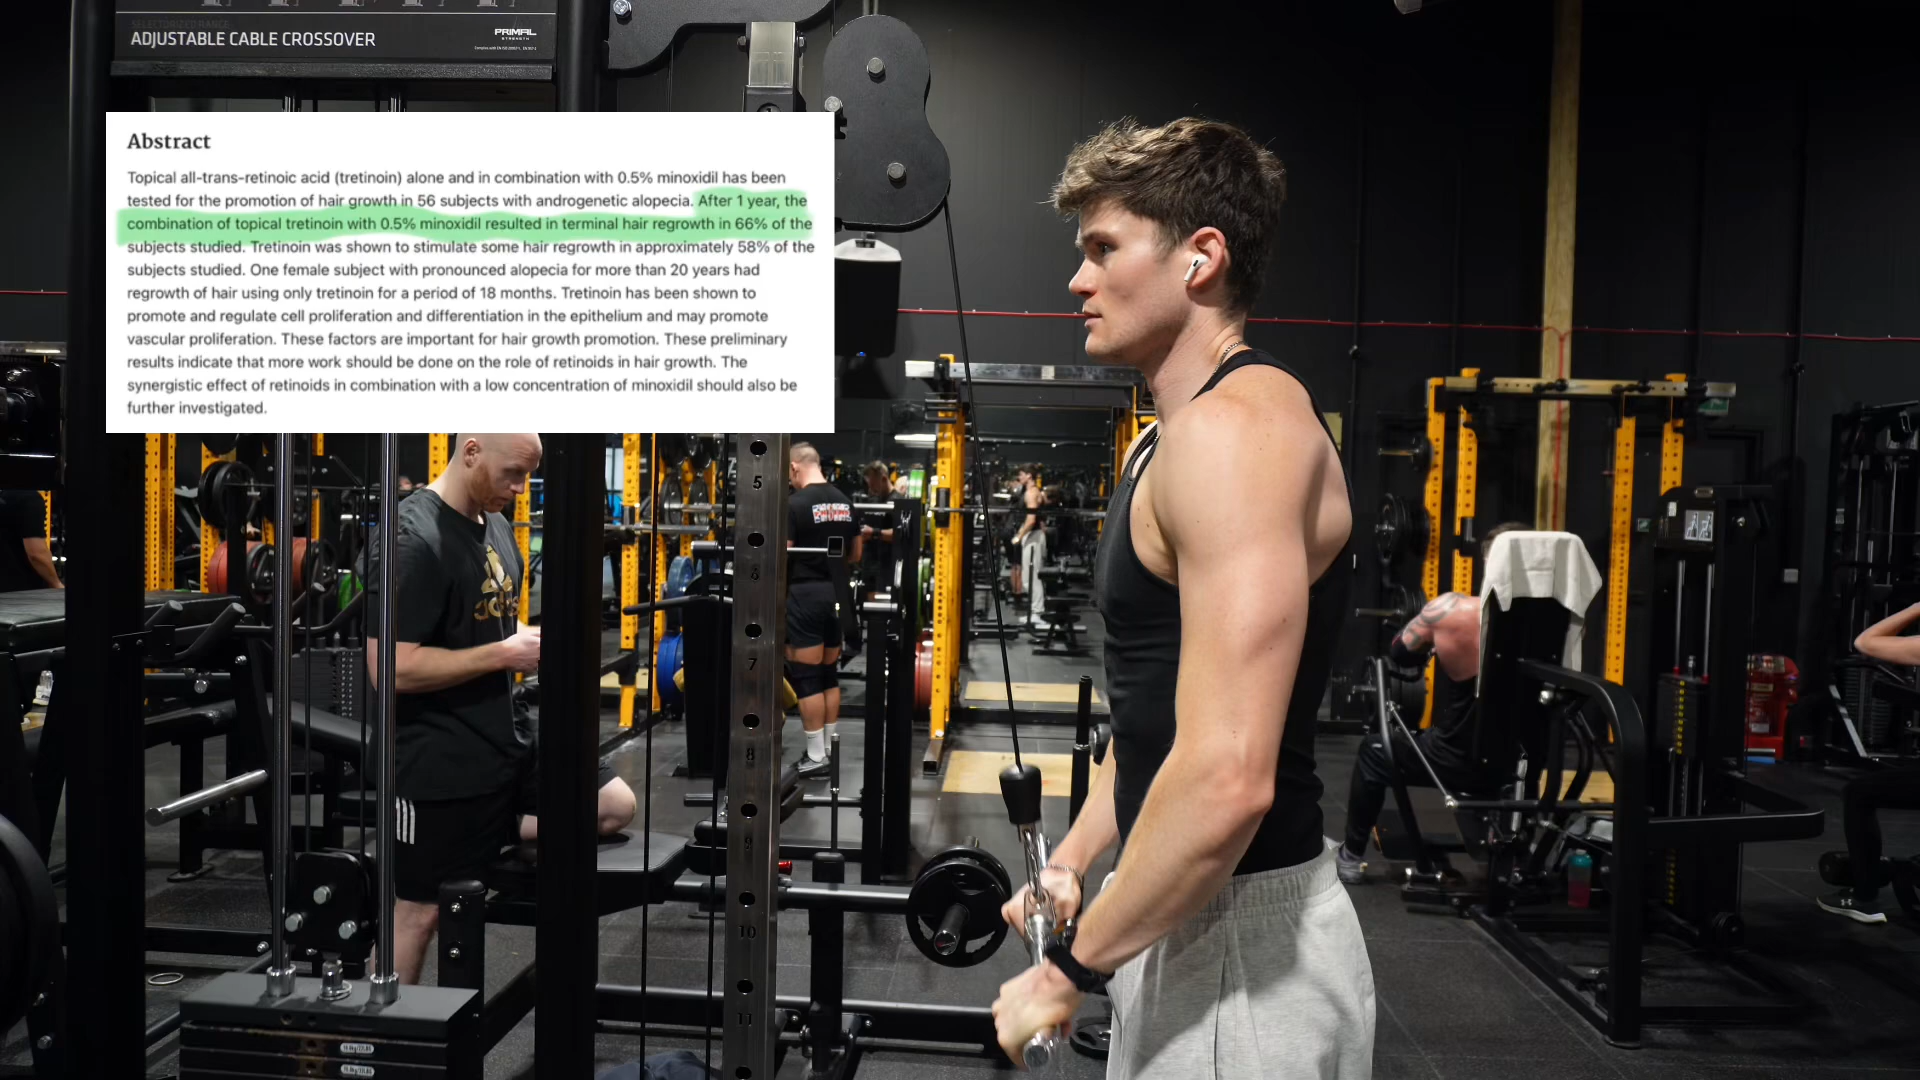 SELECTORIZED RANGE
ADJUSTABLE CABLE CROSSOVER
PRIMAL
STRENGTH
Abstract
Topical all-trans-retinoic acid (tretinoin) alone and in combination with 0.5% minoxidil has been
tested for the promotion of hair growth in 56 subjects with androgenetic alopecia. After 1 year, the
combination of topical tretinoin with 0.5% minoxidil resulted in terminal hair regrowth in 66% of the
subjects studied. Tretinoin was shown to stimulate some hair regrowth in approximately 58% of the
subjects studied. One female subject with pronounced alopecia for more than 20 years had
regrowth of hair using only tretinoin for a period of 18 months. Tretinoin has been shown to
promote and regulate cell proliferation and differentiation in the epithelium and may promote
vascular proliferation. These factors are important for hair growth promotion. These preliminary
results indicate that more work should be done on the role of retinoids in hair growth. The
synergistic effect of retinoids in combination with a low concentration of minoxidil should also be
further investigated.
5
6
7
8
9
10
11
adidas